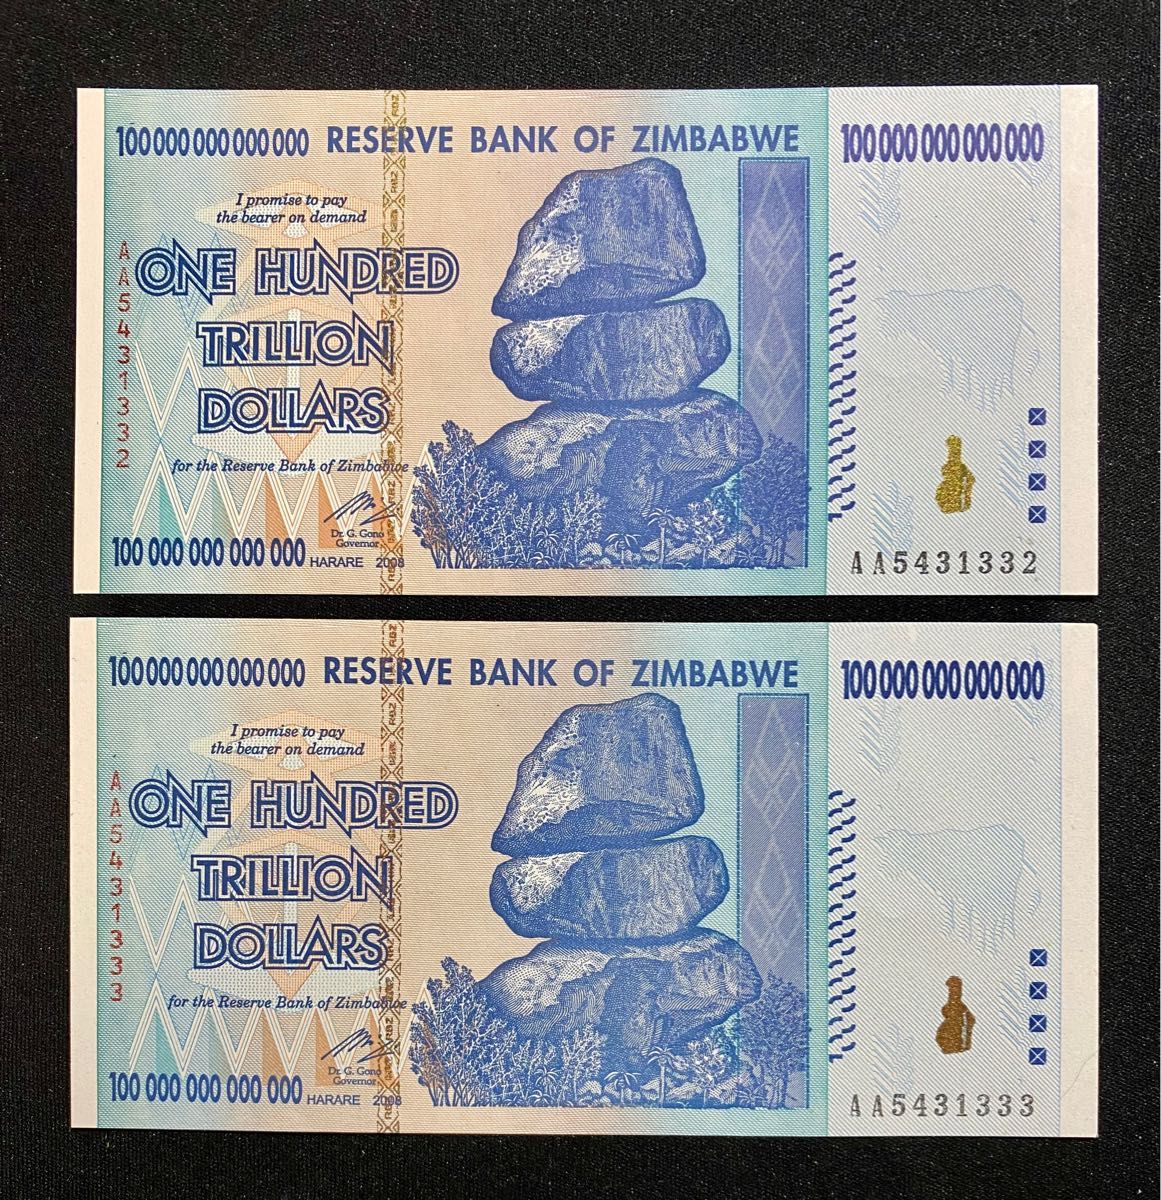 100 000 000 000 000 RESERVE BANK OF ZIMBABWE 100 000 000 000 000
I promise to pay
the bearer on demand
AA5431332
ONE HUNDRED
TRILLION
DOLLARS
for the Reserve Bank of Zimbabwe
Dr. G. Gono
Governor
100 000 000 000 000 HARARE 2008
AA5431332
RBZ
100 000 000 000 000 RESERVE BANK OF ZIMBABWE 100 000 000 000 000
I promise to pay
the bearer on demand
AA5431333
ONE HUNDRED
TRILLION
DOLLARS
for the Reserve Bank of Zimbabwe
Dr. G. Gono
Governor
100 000 000 000 000 HARARE 2008
AA5431333
RBZ